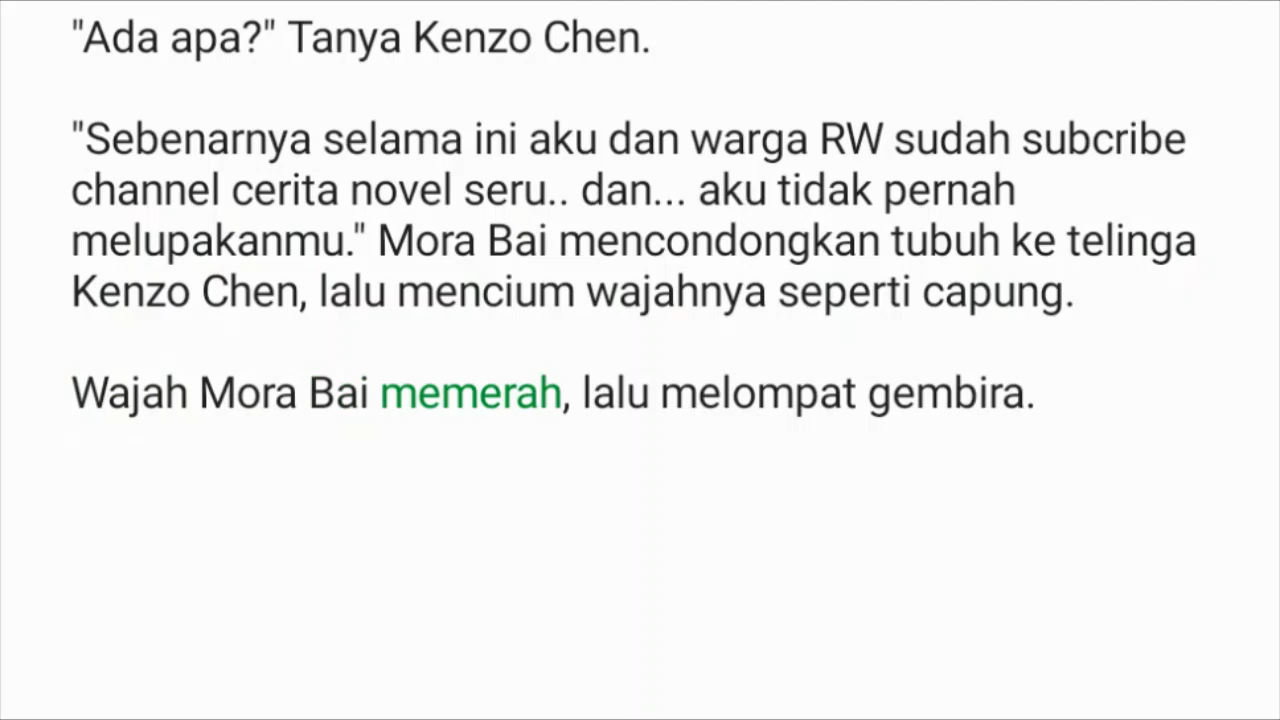 "Ada apa?" Tanya Kenzo Chen.
"Sebenarnya selama ini aku dan warga RW sudah subcribe
channel cerita novel seru.. dan... aku tidak pernah
melupakanmu." Mora Bai mencondongkan tubuh ke telinga
Kenzo Chen, lalu mencium wajahnya seperti capung.
Wajah Mora Bai memerah, lalu melompat gembira.